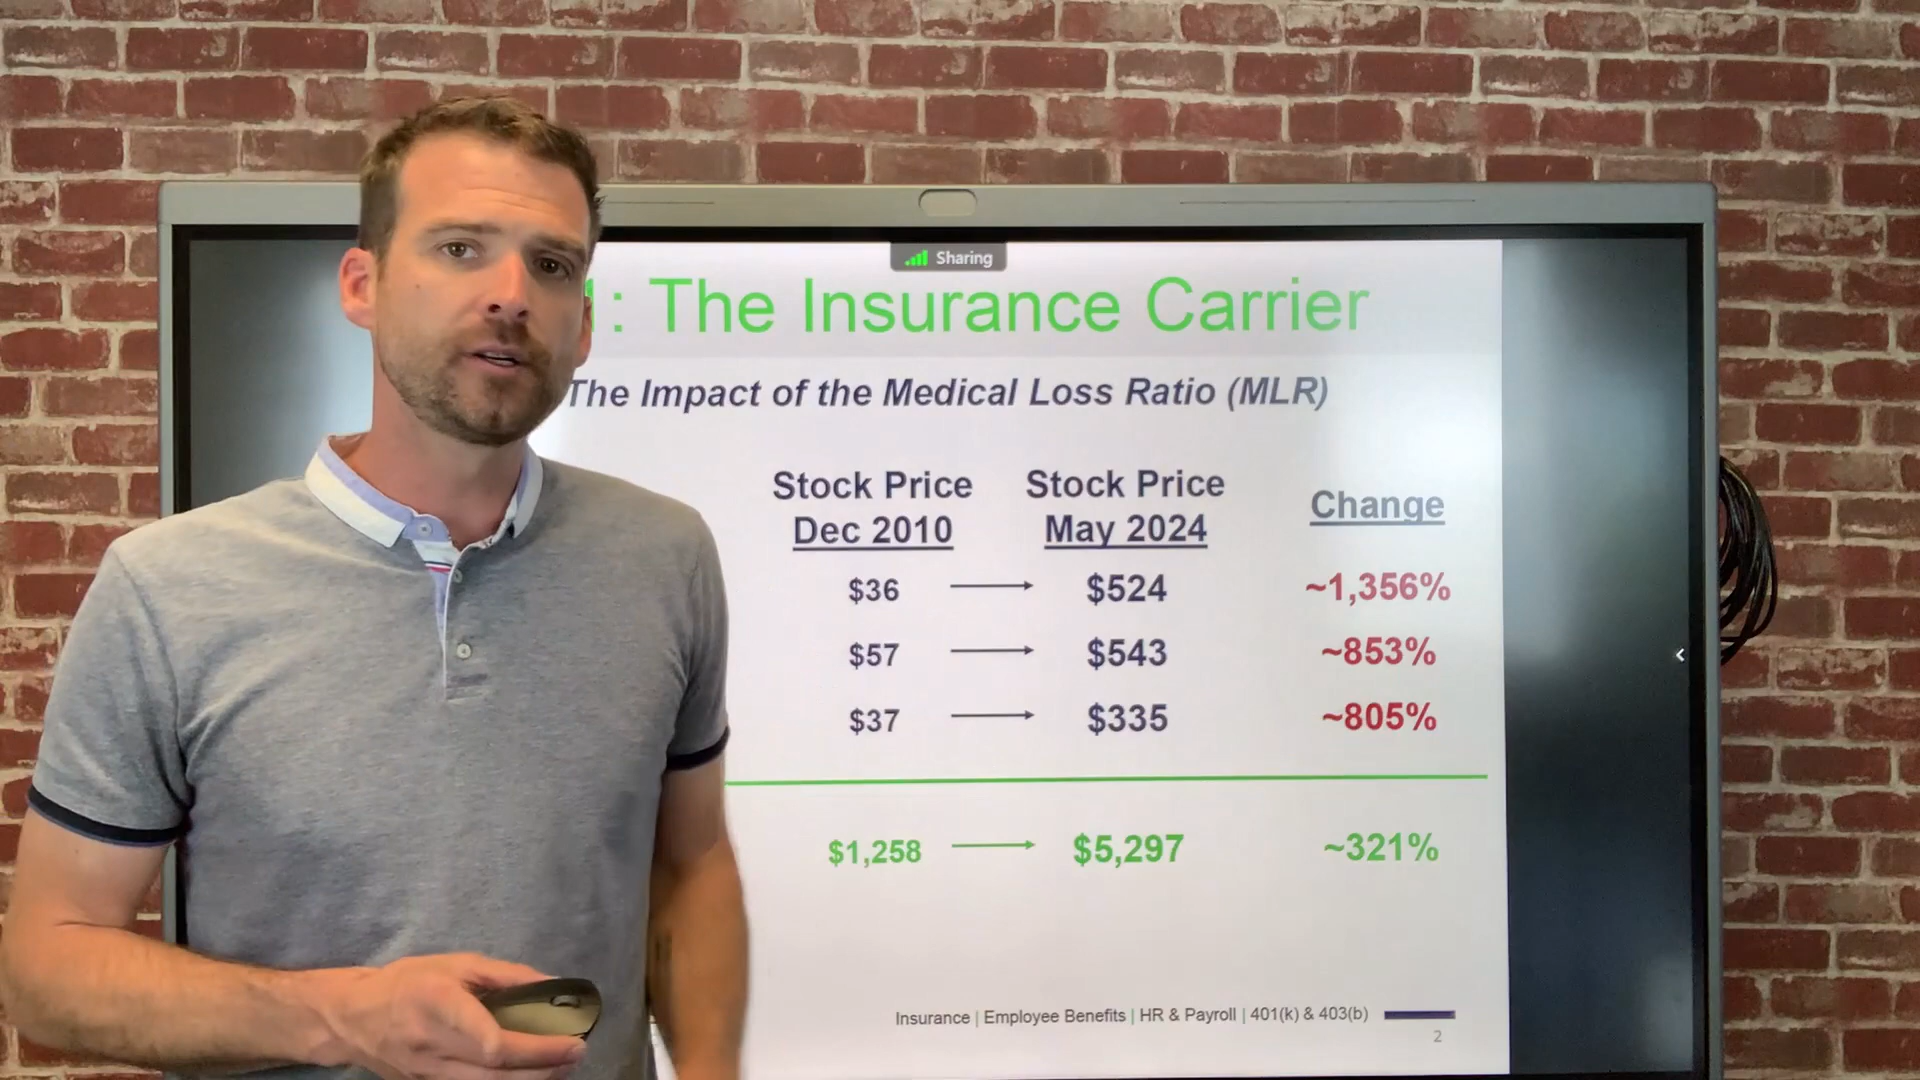 Sharing
1: The Insurance Carrier
The Impact of the Medical Loss Ratio (MLR)
Stock Price Dec 2010
Stock Price May 2024
Change
$36 $524 ~1,356%
$57 $543 ~853%
$37 $335 ~805%
$1,258 $5,297 ~321%
Insurance | Employee Benefits | HR & Payroll | 401(k) & 403(b)
2